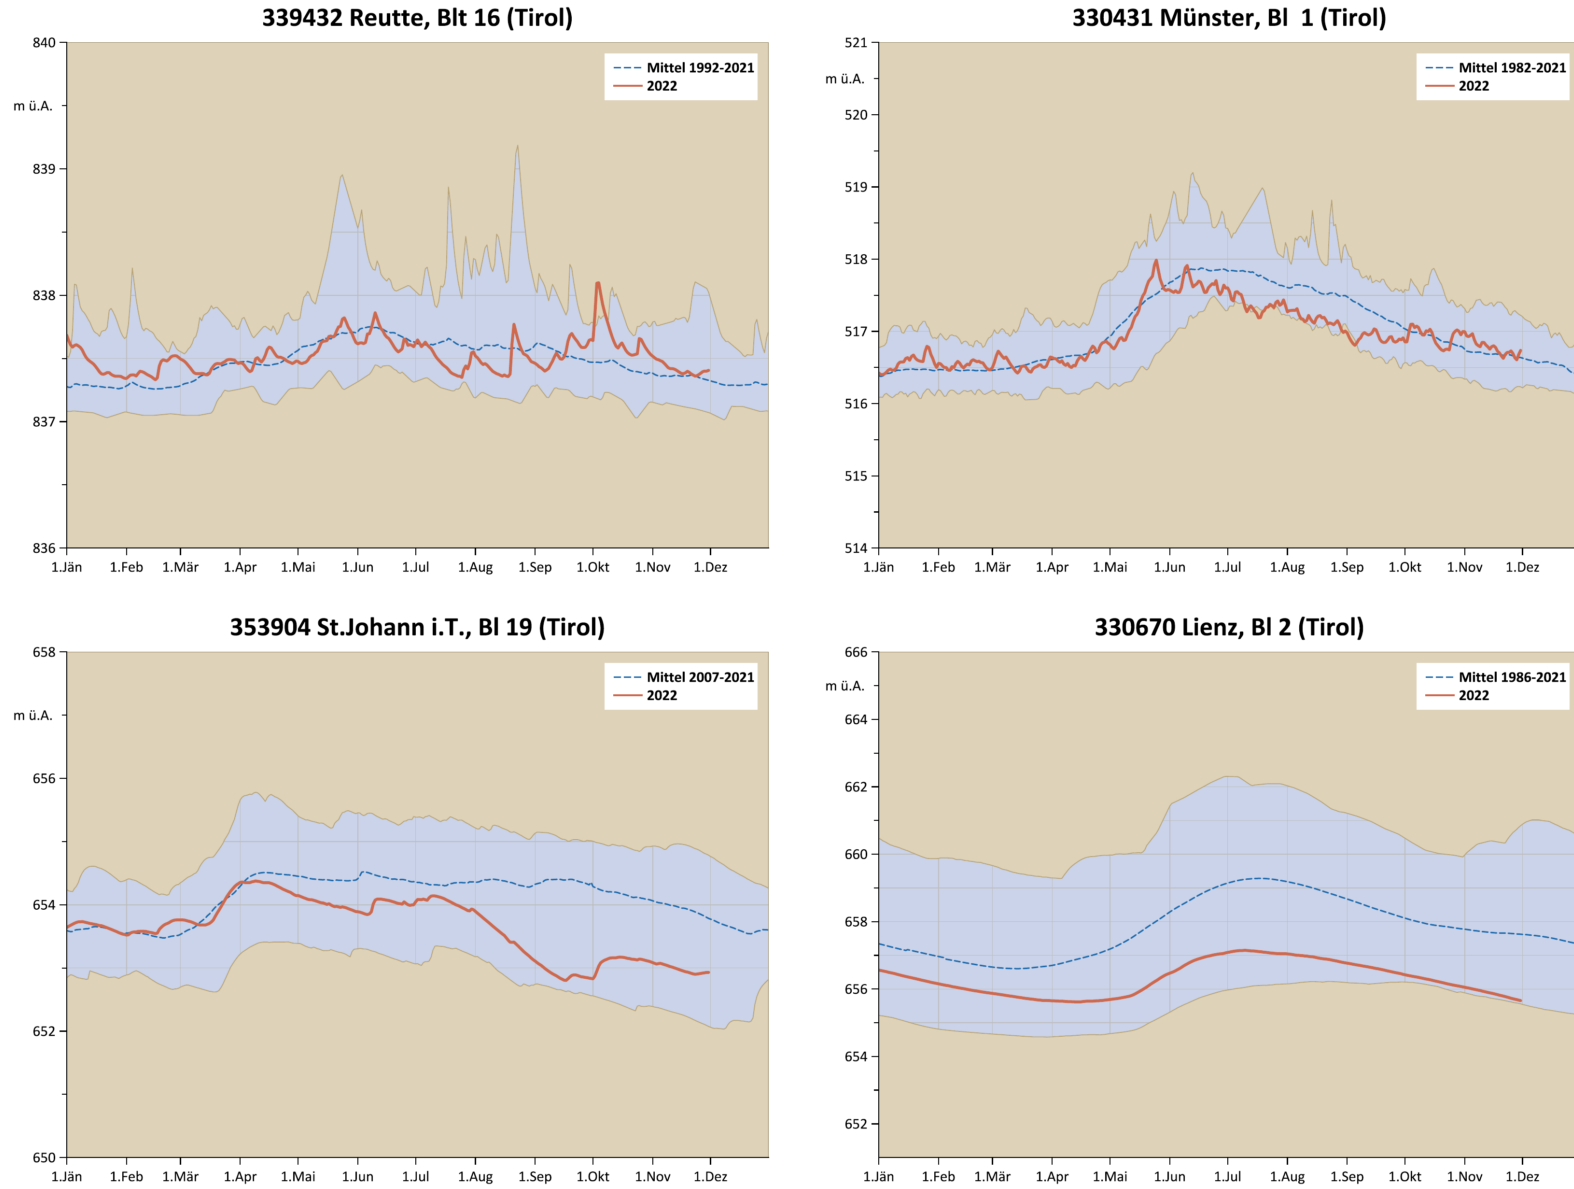 339432 Reutte, Blt 16 (Tirol)
840
m ü.A.
839
838
837
836
Mittel 1992-2021
2022
1.Jän 1.Feb 1.Mär 1.Apr 1.Mai 1.Jun 1.Jul 1.Aug 1.Sep 1.Okt 1.Nov 1.Dez
330431 Münster, Bl  1 (Tirol)
521
m ü.A.
520
519
518
517
516
515
514
Mittel 1982-2021
2022
1.Jän 1.Feb 1.Mär 1.Apr 1.Mai 1.Jun 1.Jul 1.Aug 1.Sep 1.Okt 1.Nov 1.Dez
353904 St.Johann i.T., Bl 19 (Tirol)
658
m ü.A.
656
654
652
650
Mittel 2007-2021
2022
1.Jän 1.Feb 1.Mär 1.Apr 1.Mai 1.Jun 1.Jul 1.Aug 1.Sep 1.Okt 1.Nov 1.Dez
330670 Lienz, Bl 2 (Tirol)
666
m ü.A.
664
662
660
658
656
654
652
Mittel 1986-2021
2022
1.Jän 1.Feb 1.Mär 1.Apr 1.Mai 1.Jun 1.Jul 1.Aug 1.Sep 1.Okt 1.Nov 1.Dez